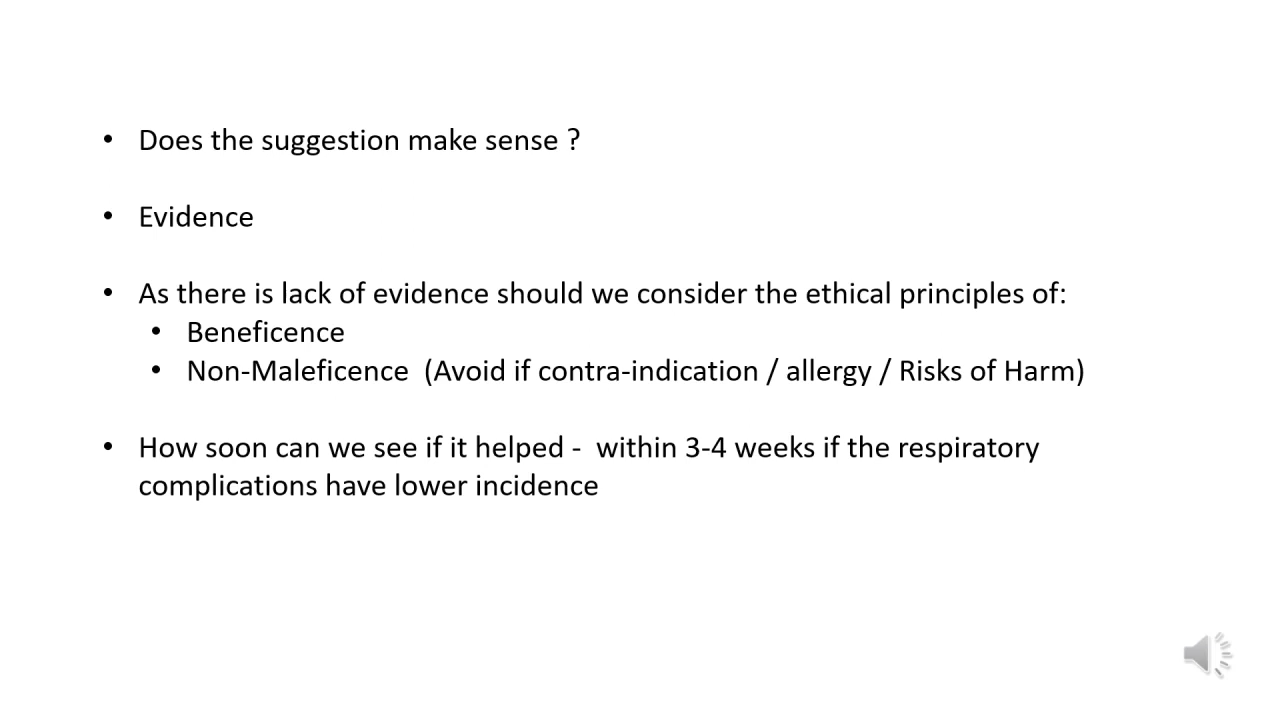 • Does the suggestion make sense ?
• Evidence
• As there is lack of evidence should we consider the ethical principles of:
• Beneficence
• Non-Maleficence  (Avoid if contra-indication / allergy / Risks of Harm)
• How soon can we see if it helped -  within 3-4 weeks if the respiratory
complications have lower incidence